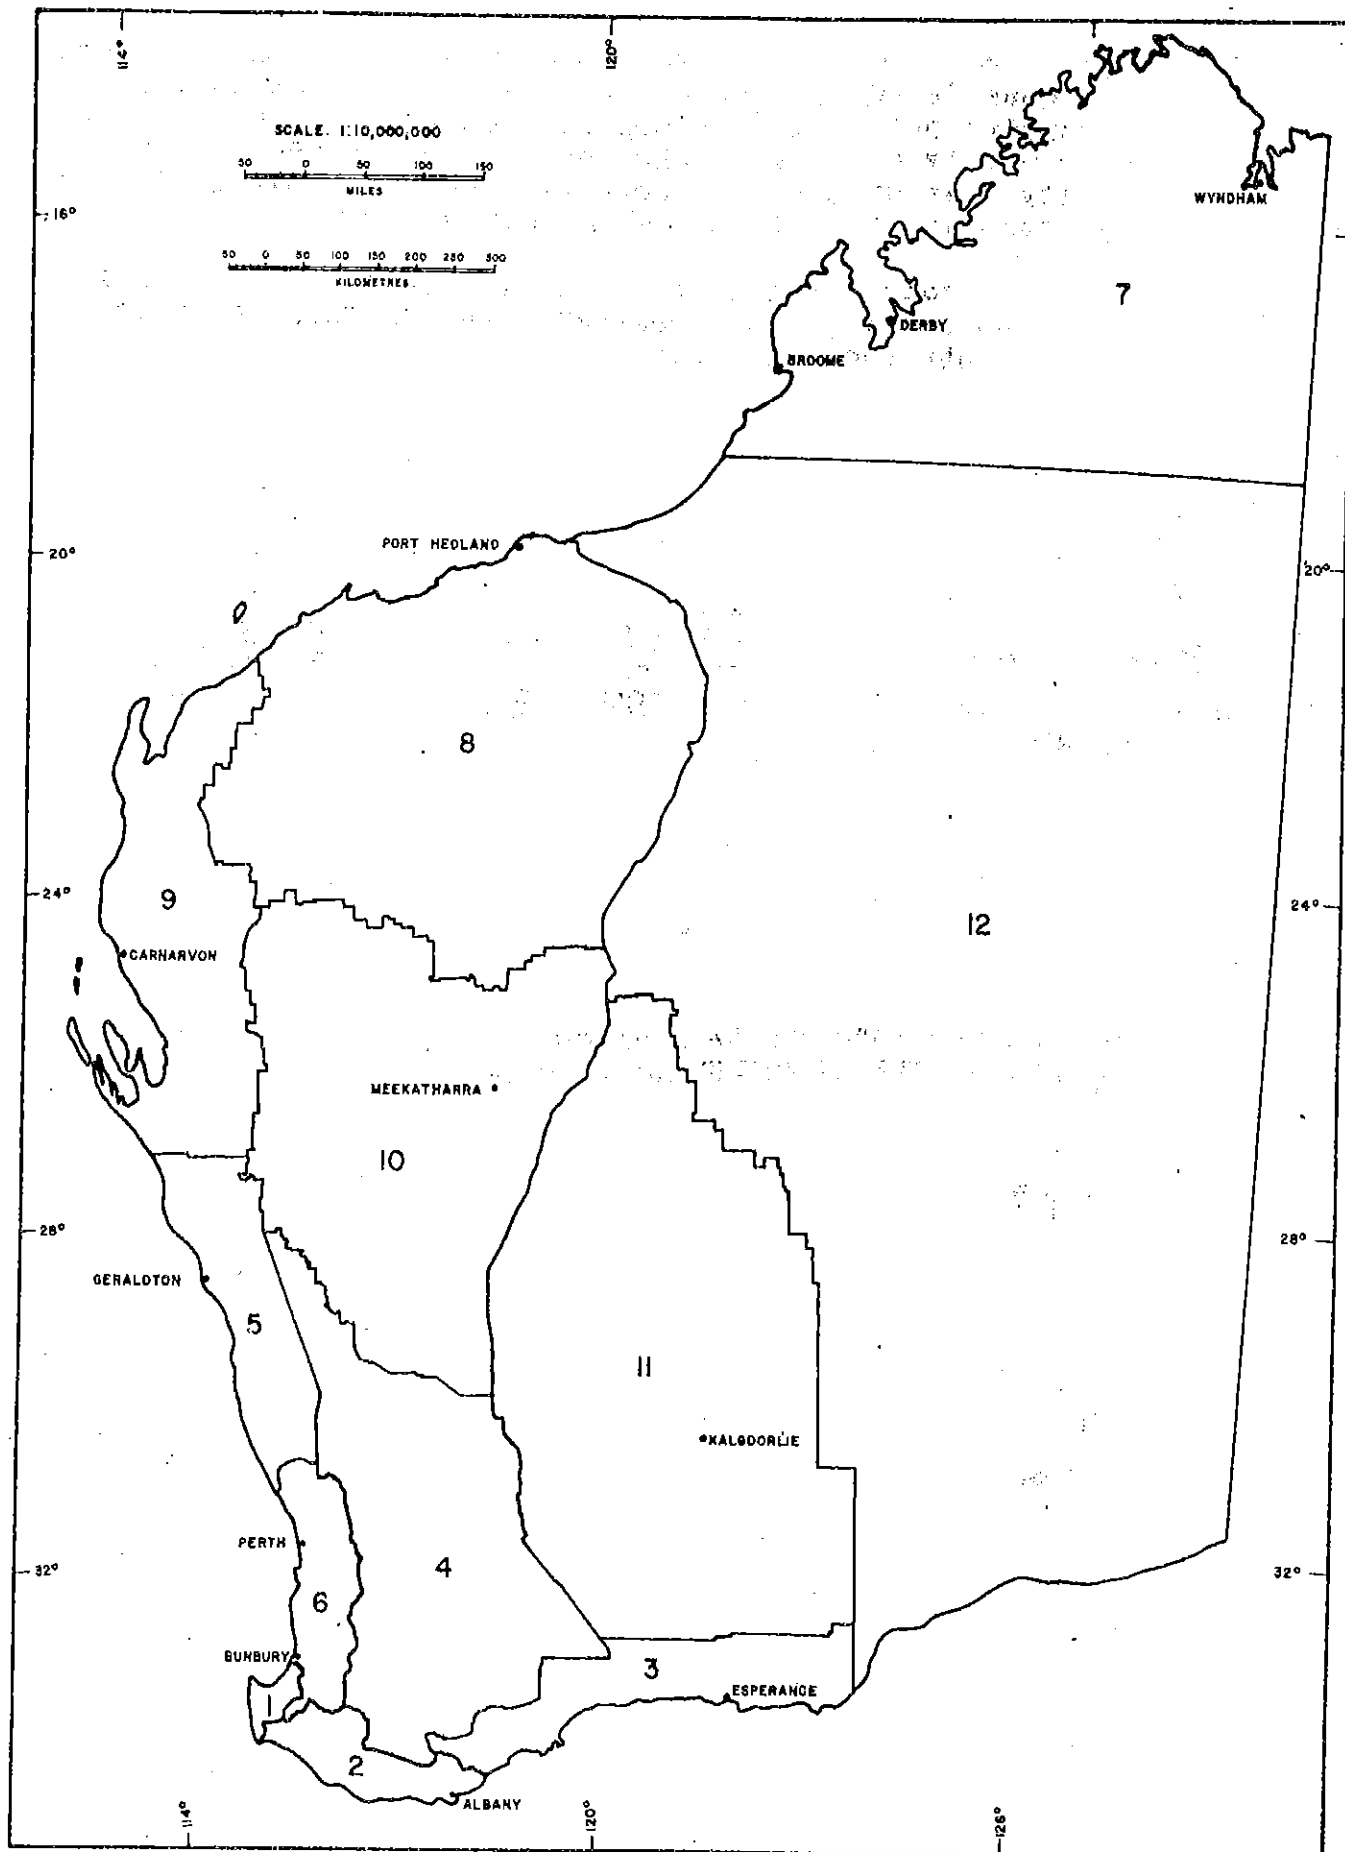 114°
120°
SCALE. 1:10,000,000
50 0 50 100 150
MILES
16°
WYNDHAM
50 0 50 100 150 200 250 300
KILOMETRES.
7
DERBY
BROOME
PORT HEDLAND
20°
20°
8
9
24°
24°
12
CARNARVON
MEEKATHARRA
10
28°
28°
GERALDTON
5
11
KALGOORLIE
PERTH
4
32°
32°
6
BUNBURY
3
ESPERANCE
1
2
ALBANY
114°
120°
126°